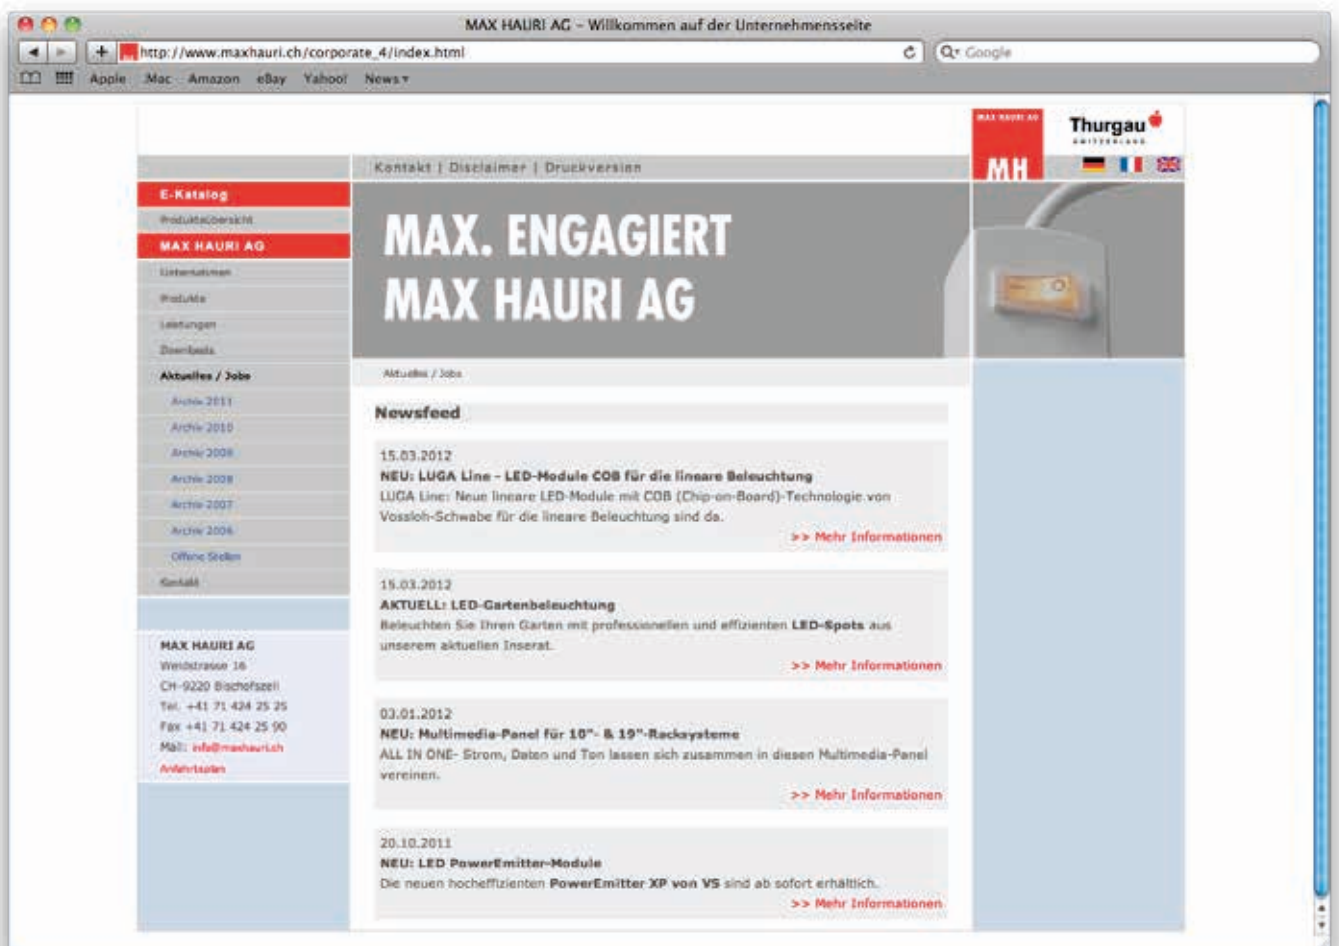 MAX HAURI AG – Willkommen auf der Unternehmensseite
http://www.maxhauri.ch/corporate_4/index.html
Google
Apple Mac Amazon eBay Yahoo! News
MAX HAURI AG
MH
Thurgau
SWITZERLAND
Kontakt | Disclaimer | Druckversion
E-Katalog
Produkteübersicht
MAX HAURI AG
Unternehmen
Produkte
Leistungen
Downloads
Aktuelles / Jobs
Archiv 2011
Archiv 2010
Archiv 2009
Archiv 2008
Archiv 2007
Archiv 2006
Offene Stellen
Kontakt
MAX HAURI AG
Weidstrasse 16
CH-9220 Bischofszell
Tel. +41 71 424 25 25
Fax +41 71 424 25 90
Mail: info@maxhauri.ch
Anfahrtsplan
MAX. ENGAGIERT
MAX HAURI AG
Aktuelles / Jobs
Newsfeed
15.03.2012
NEU: LUGA Line - LED-Module COB für die lineare Beleuchtung
LUGA Line: Neue lineare LED-Module mit COB (Chip-on-Board)-Technologie von
Vossloh-Schwabe für die lineare Beleuchtung sind da.
>> Mehr Informationen
15.03.2012
AKTUELL: LED-Gartenbeleuchtung
Beleuchten Sie Ihren Garten mit professionellen und effizienten LED-Spots aus
unserem aktuellen Inserat.
>> Mehr Informationen
03.01.2012
NEU: Multimedia-Panel für 10"- & 19"-Racksysteme
ALL IN ONE- Strom, Daten und Ton lassen sich zusammen in diesen Multimedia-Panel
vereinen.
>> Mehr Informationen
20.10.2011
NEU: LED PowerEmitter-Module
Die neuen hocheffizienten PowerEmitter XP von VS sind ab sofort erhältlich.
>> Mehr Informationen